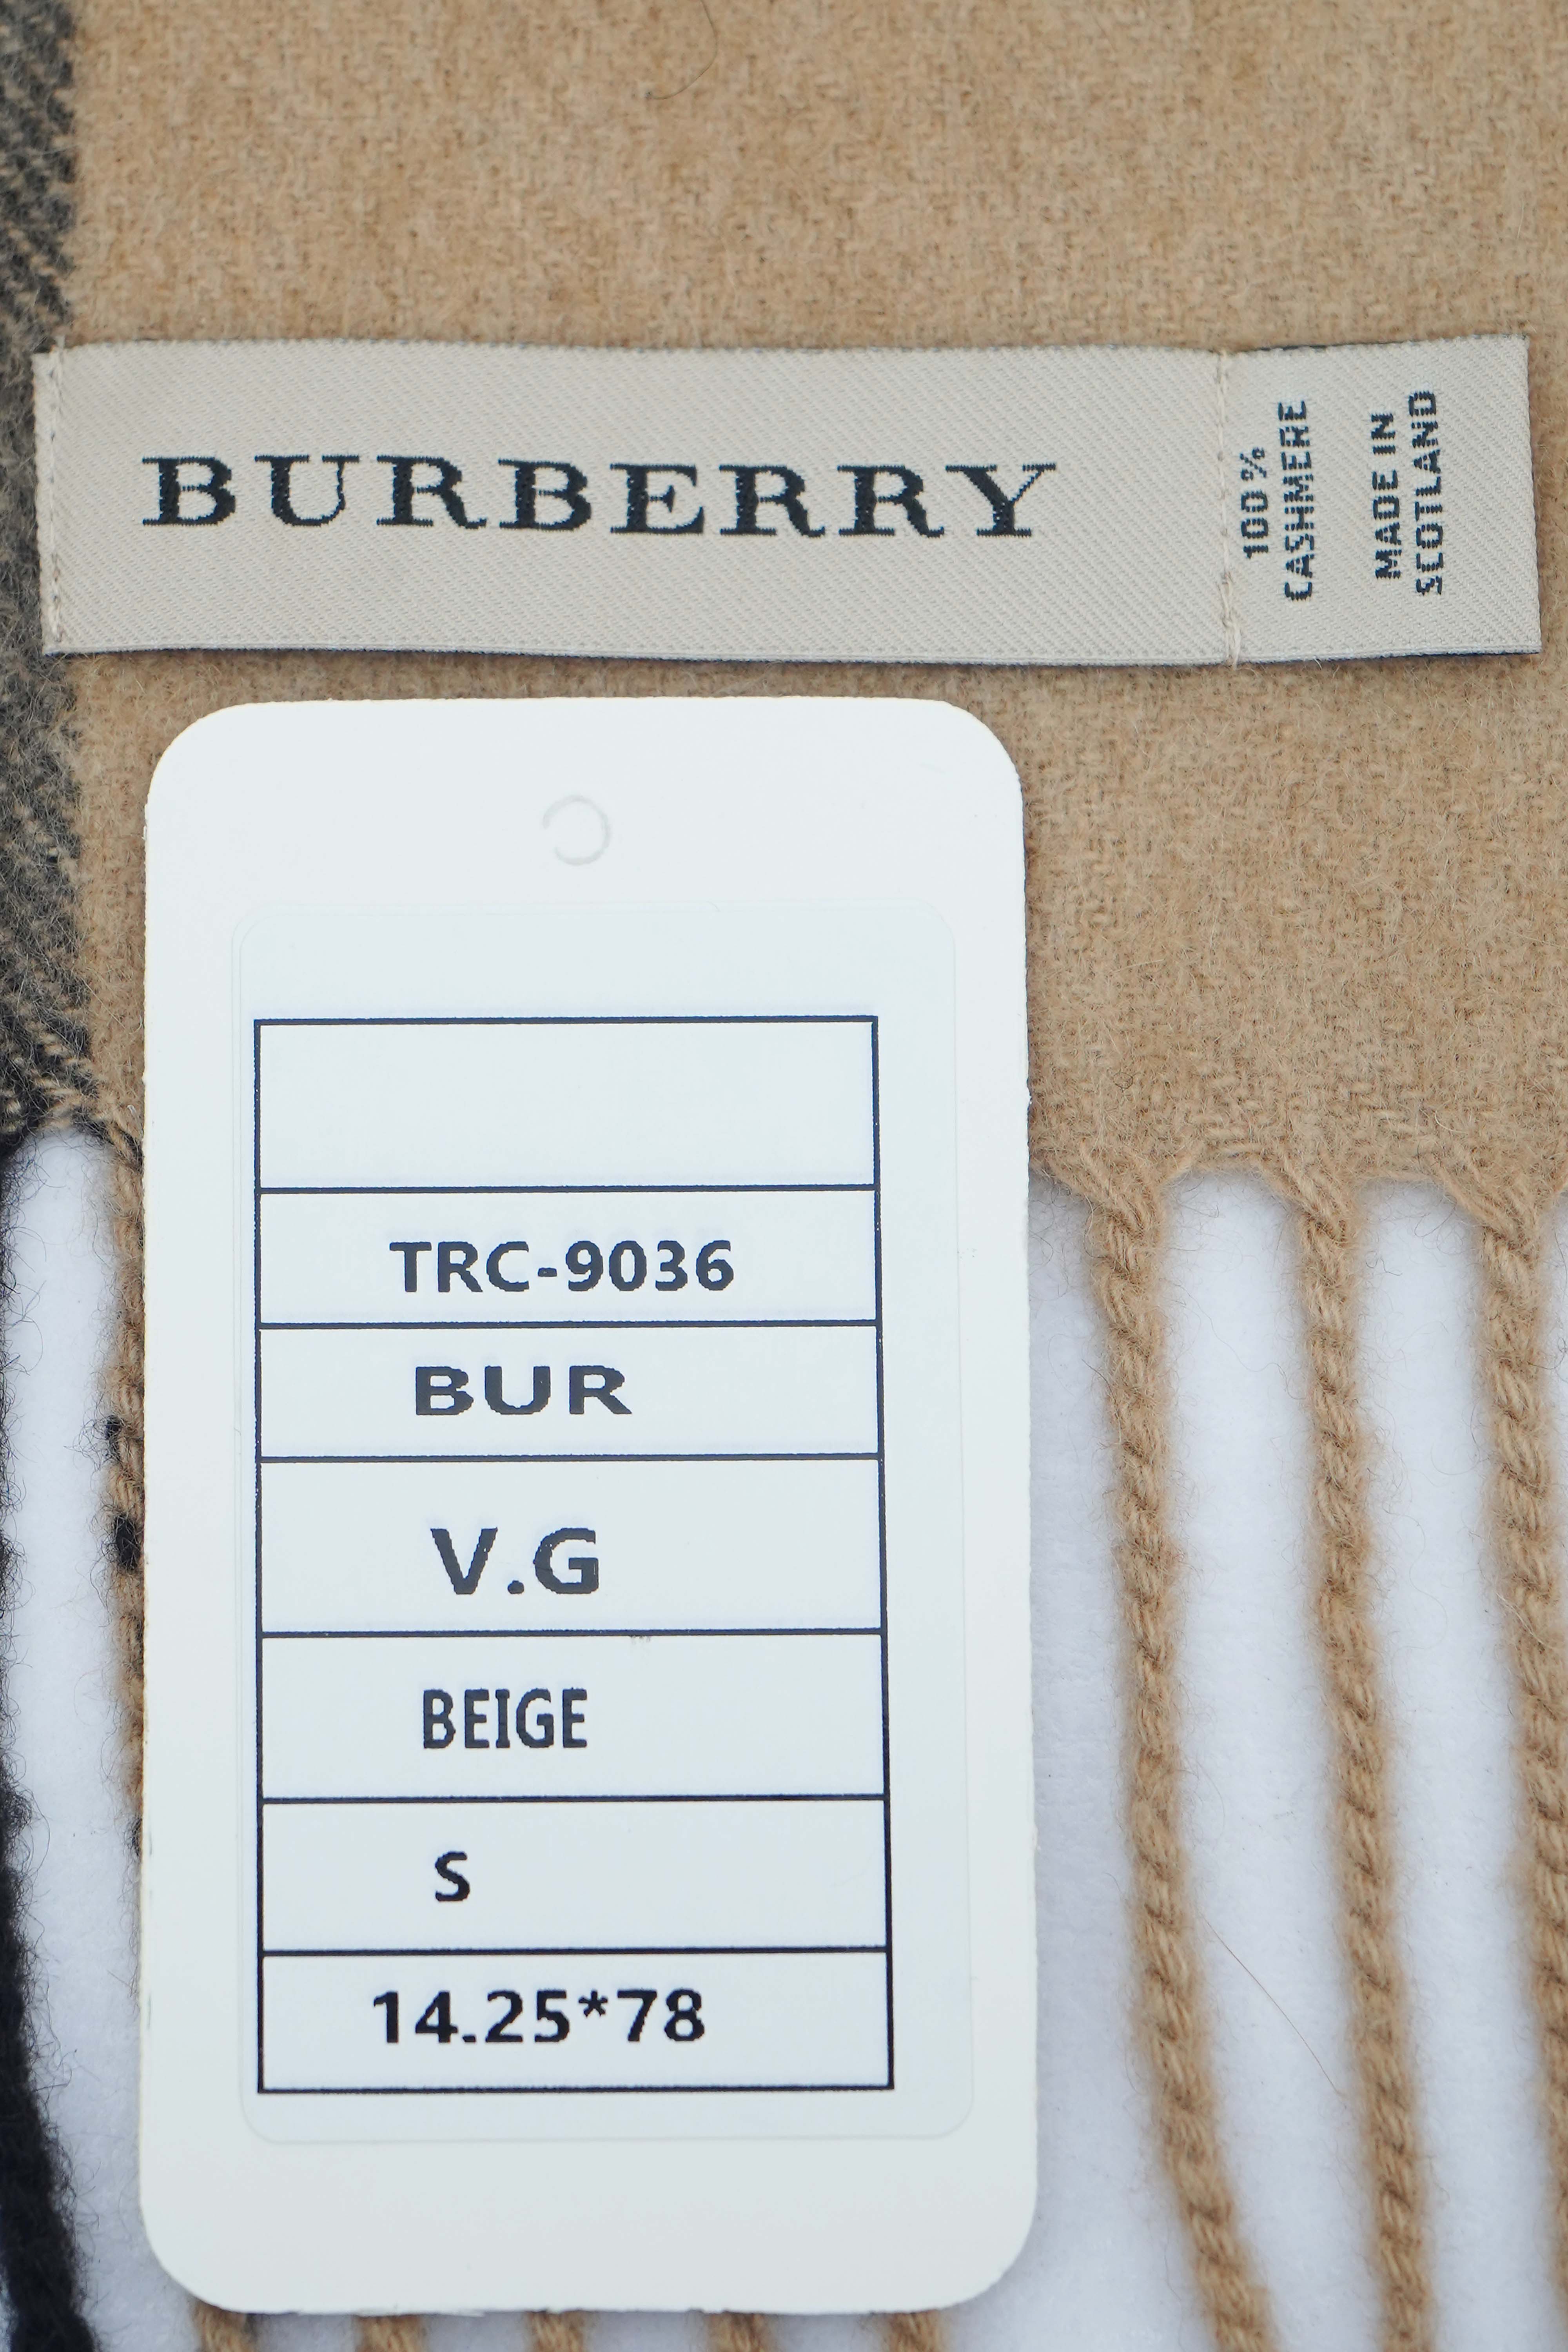 BURBERRY
100%
CASHMERE
MADE IN
SCOTLAND
TRC-9036
BUR
V.G
BEIGE
S
14.25*78